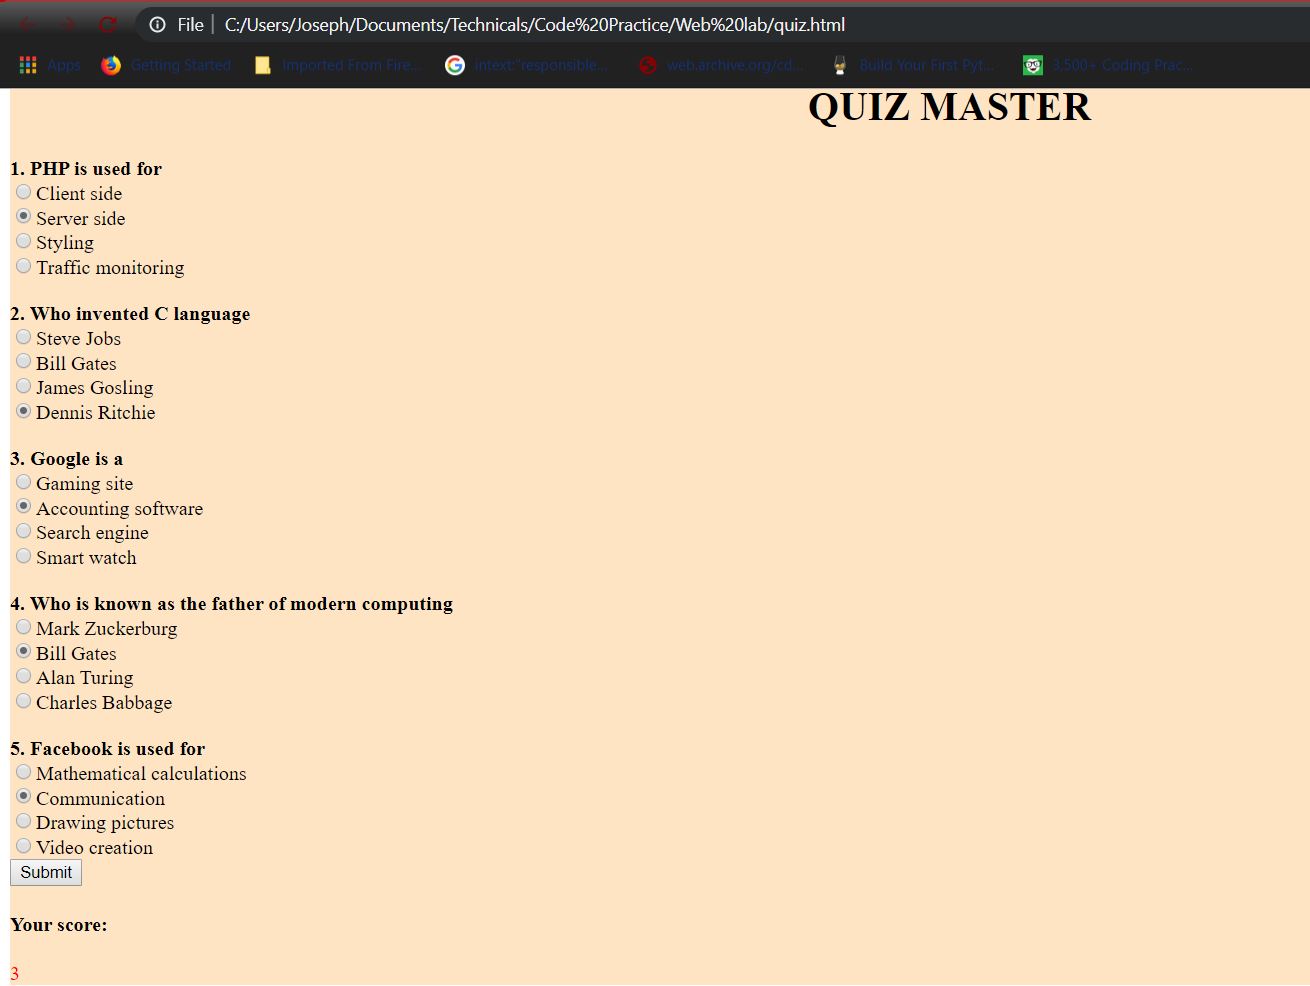 File | C:/Users/Joseph/Documents/Technicals/Code%20Practice/Web%20lab/quiz.html
Apps Getting Started Imported From Fire... intext:"responsible... web.archive.org/cd... Build Your First Pyt... 3,500+ Coding Prac...
QUIZ MASTER
1. PHP is used for
Client side
Server side
Styling
Traffic monitoring
2. Who invented C language
Steve Jobs
Bill Gates
James Gosling
Dennis Ritchie
3. Google is a
Gaming site
Accounting software
Search engine
Smart watch
4. Who is known as the father of modern computing
Mark Zuckerburg
Bill Gates
Alan Turing
Charles Babbage
5. Facebook is used for
Mathematical calculations
Communication
Drawing pictures
Video creation
Submit
Your score:
3